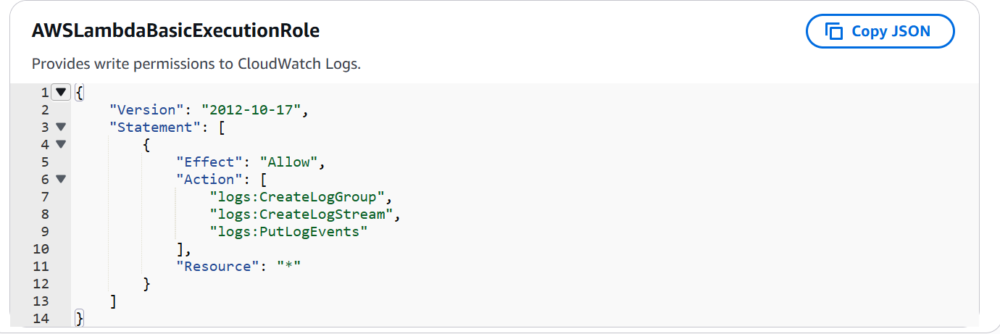 AWSLambdaBasicExecutionRole
Copy JSON
Provides write permissions to CloudWatch Logs.
1 {
2     "Version": "2012-10-17",
3     "Statement": [
4         {
5             "Effect": "Allow",
6             "Action": [
7                 "logs:CreateLogGroup",
8                 "logs:CreateLogStream",
9                 "logs:PutLogEvents"
10             ],
11             "Resource": "*"
12         }
13     ]
14 }